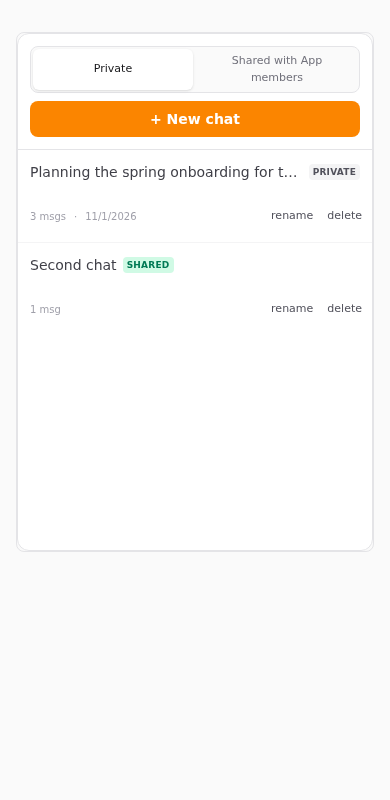 Private
Shared with App
members
+ New chat
Planning the spring onboarding for t... PRIVATE
3 msgs · 11/1/2026 rename delete
Second chat SHARED
1 msg rename delete